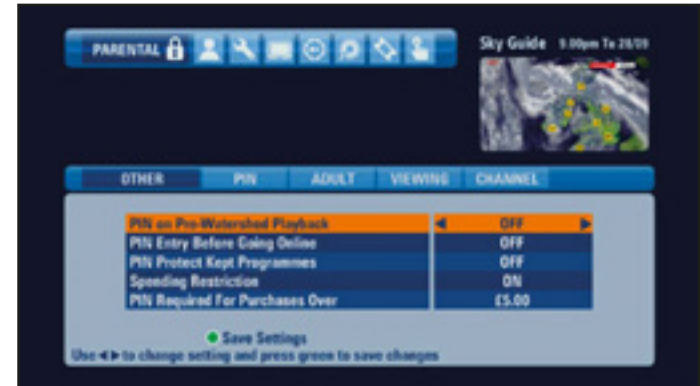 PARENTAL
Sky Guide 9.00pm Tu 28/09
OTHER PIN ADULT VIEWING CHANNEL
PIN on Pre-Watershed Playback OFF
PIN Entry Before Going Online OFF
PIN Protect Kept Programmes OFF
Spending Restriction ON
PIN Required For Purchases Over £5.00
Save Settings
Use ◀▶ to change setting and press green to save changes